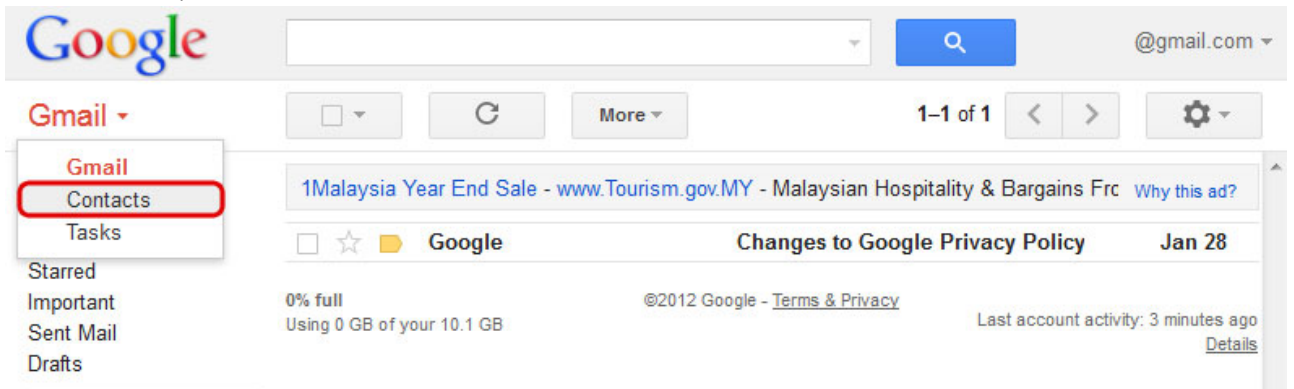 Google
@gmail.com
Gmail
More
1–1 of 1
Gmail
Contacts
Tasks
Starred
Important
Sent Mail
Drafts
1Malaysia Year End Sale - www.Tourism.gov.MY - Malaysian Hospitality & Bargains Frc Why this ad?
Google Changes to Google Privacy Policy Jan 28
0% full
Using 0 GB of your 10.1 GB
©2012 Google - Terms & Privacy
Last account activity: 3 minutes ago
Details